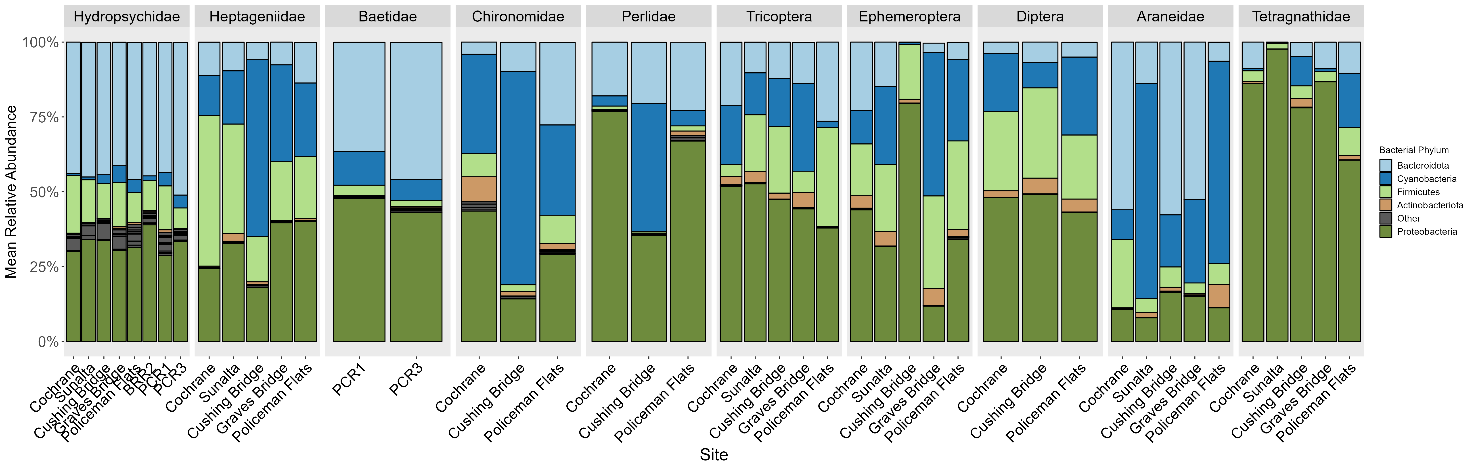 Hydropsychidae Heptageniidae Baetidae Chironomidae Perlidae Tricoptera Ephemeroptera Diptera Araneidae Tetragnathidae
100%
75%
50%
25%
0%
Mean Relative Abundance
Bacterial Phylum
Bacteroidota
Cyanobacteria
Firmicutes
Actinobacteriota
Other
Proteobacteria
Cochrane Sunalta Cushing Bridge Graves Bridge Policeman Flats BRR2 PCR1 PCR3
Cochrane Sunalta Cushing Bridge Graves Bridge Policeman Flats
PCR1 PCR3
Cochrane Cushing Bridge Policeman Flats
Cochrane Cushing Bridge Policeman Flats
Cochrane Sunalta Cushing Bridge Graves Bridge Policeman Flats
Cochrane Sunalta Cushing Bridge Graves Bridge Policeman Flats
Cochrane Cushing Bridge Policeman Flats
Cochrane Sunalta Cushing Bridge Graves Bridge Policeman Flats
Cochrane Sunalta Cushing Bridge Graves Bridge Policeman Flats
Site